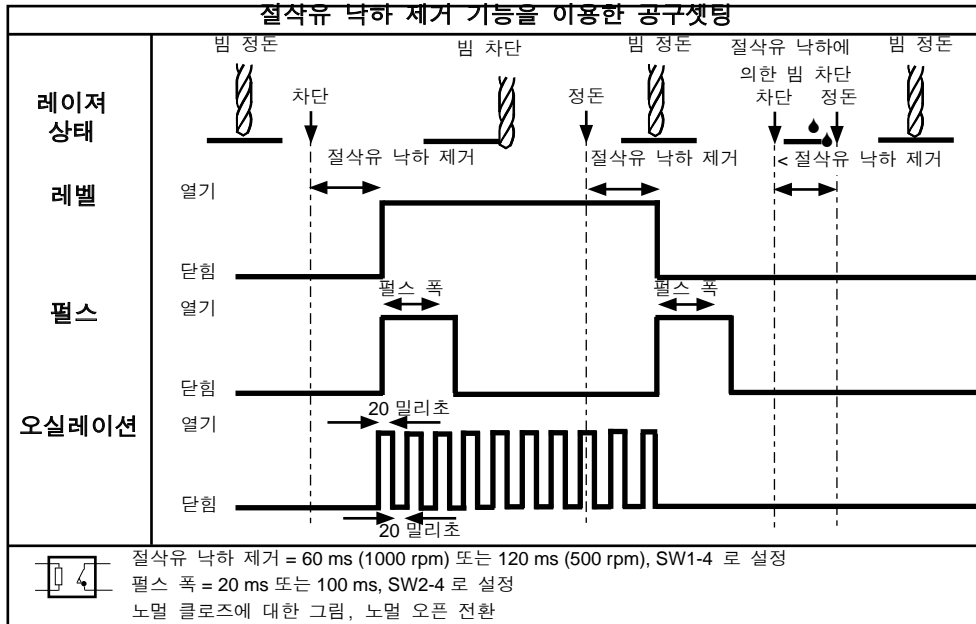 절삭유 낙하 제거 기능을 이용한 공구셋팅
레이져
상태
빔 정돈
차단
빔 차단
정돈
빔 정돈
절삭유 낙하에
의한 빔 차단
차단 정돈
빔 정돈
절삭유 낙하 제거
절삭유 낙하 제거
< 절삭유 낙하 제거
레벨
열기
닫힘
펄스
열기
펄스 폭
펄스 폭
닫힘
오실레이션
열기
20 밀리초
닫힘
20 밀리초
절삭유 낙하 제거 = 60 ms (1000 rpm) 또는 120 ms (500 rpm), SW1-4 로 설정
펄스 폭 = 20 ms 또는 100 ms, SW2-4 로 설정
노멀 클로즈에 대한 그림, 노멀 오픈 전환